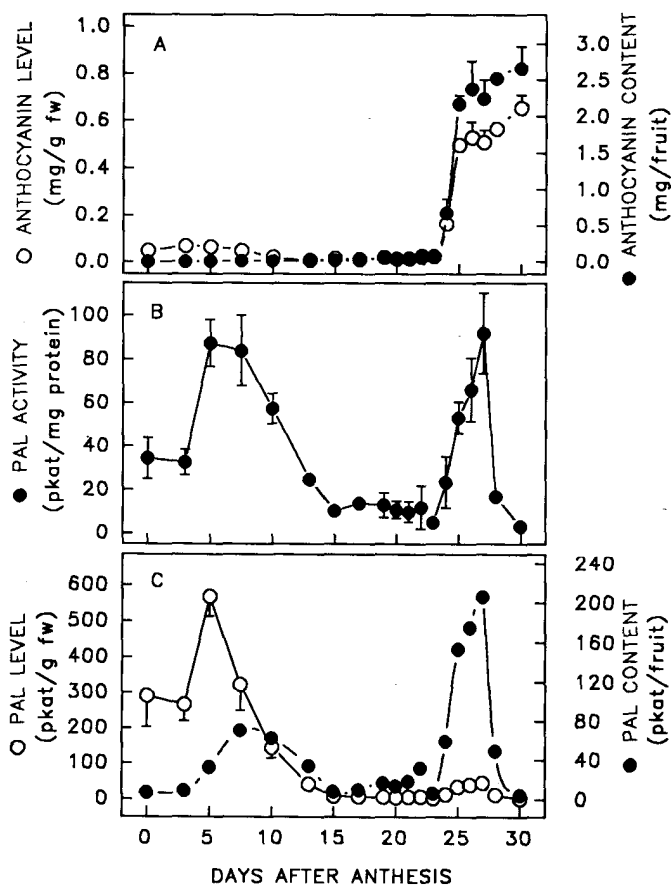 A
○ ANTHOCYANIN LEVEL
(mg/g fw)
1.0
0.8
0.6
0.4
0.2
0.0
● ANTHOCYANIN CONTENT
(mg/fruit)
3.0
2.5
2.0
1.5
1.0
0.5
0.0
B
● PAL ACTIVITY
(pkat/mg protein)
100
80
60
40
20
0
C
○ PAL LEVEL
(pkat/g fw)
600
500
400
300
200
100
0
● PAL CONTENT
(pkat/fruit)
240
200
160
120
80
40
0
0 5 10 15 20 25 30
DAYS AFTER ANTHESIS